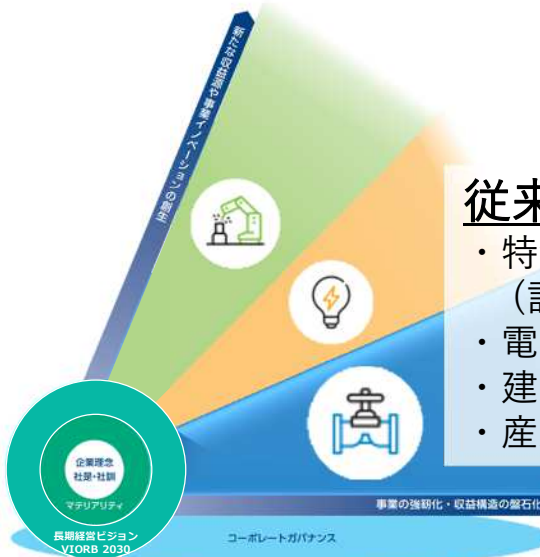 新たな収益源や事業イノベーションの創生
従来
・特
（
・電
・建
・産
企業理念
社是・社訓
マテリアリティ
長期経営ビジョン
VIORB 2030
事業の強靭化・収益構造の盤石化
コーポレートガバナンス